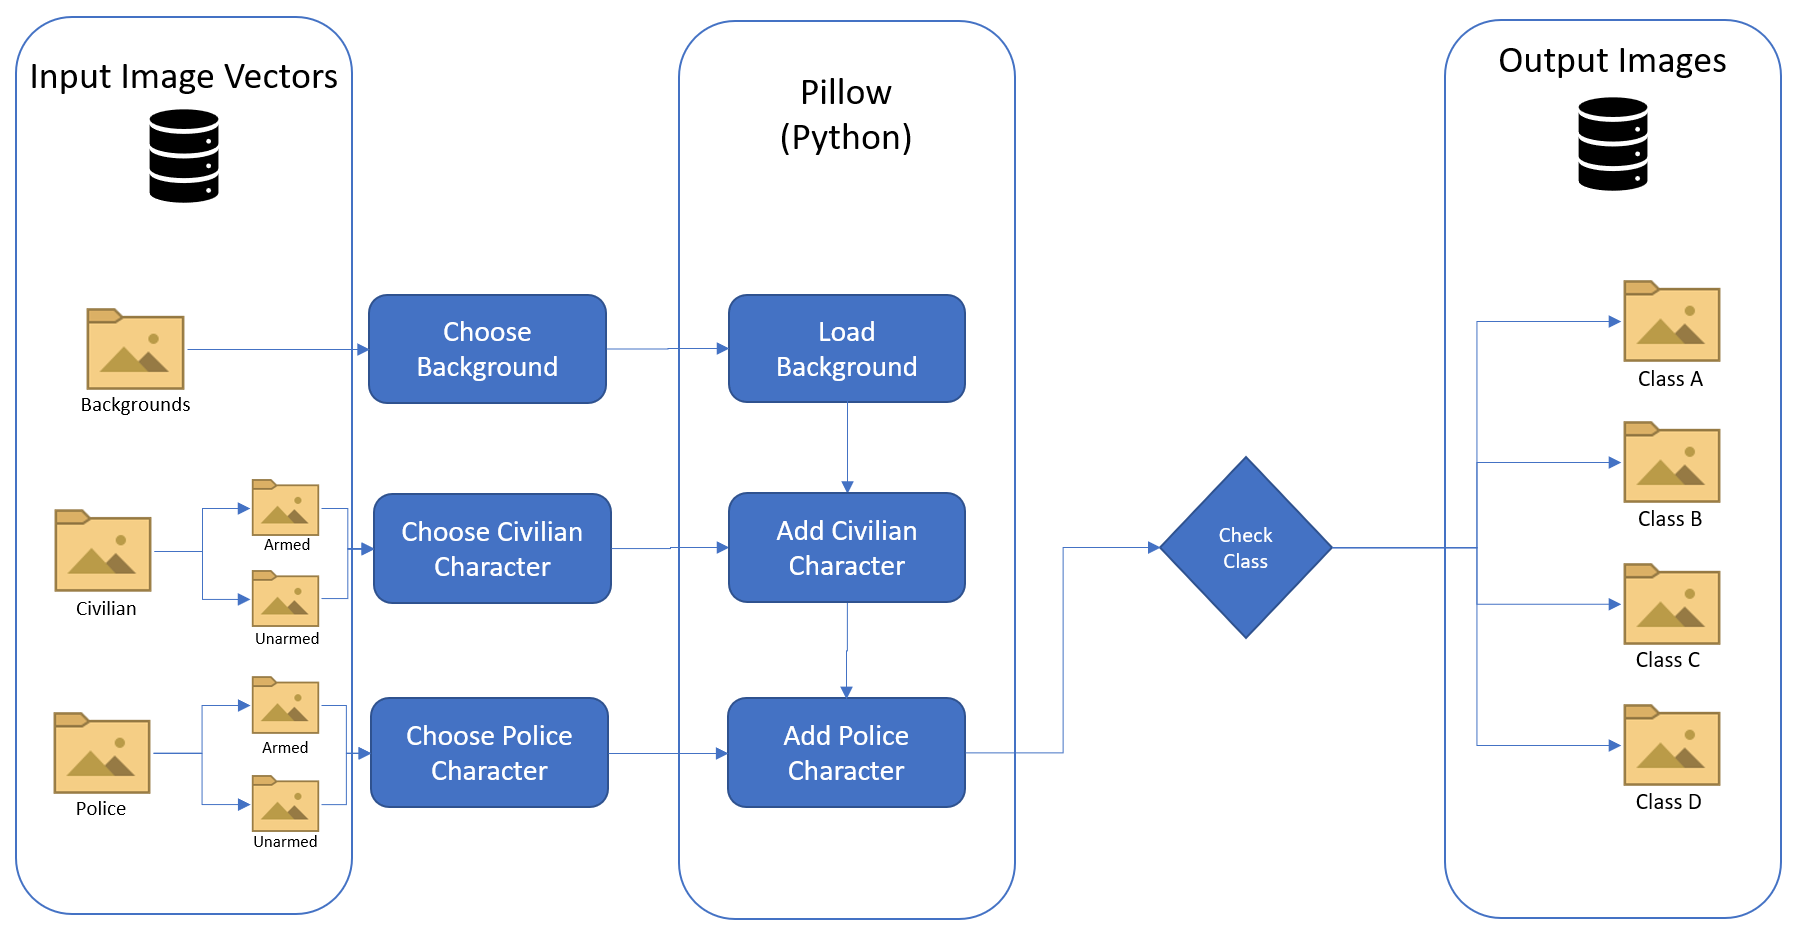 Input Image Vectors
Backgrounds
Civilian
Armed
Unarmed
Police
Armed
Unarmed
Choose
Background
Choose Civilian
Character
Choose Police
Character
Pillow
(Python)
Load
Background
Add Civilian
Character
Add Police
Character
Check
Class
Output Images
Class A
Class B
Class C
Class D